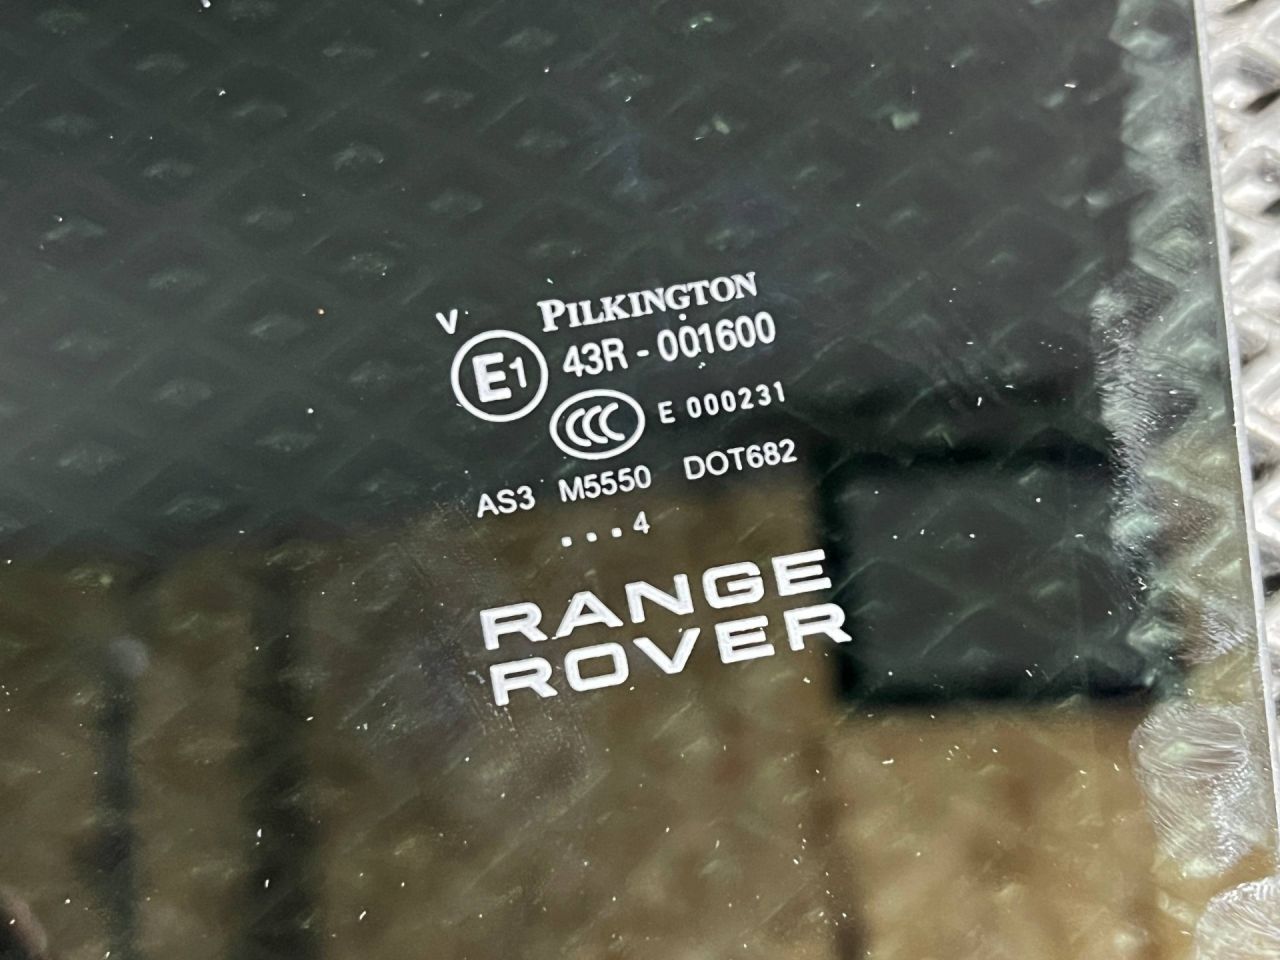 V PILKINGTON
E1 43R - 001600
CCC E 000231
AS3 M5550 DOT682
. . . . 4
RANGE
ROVER